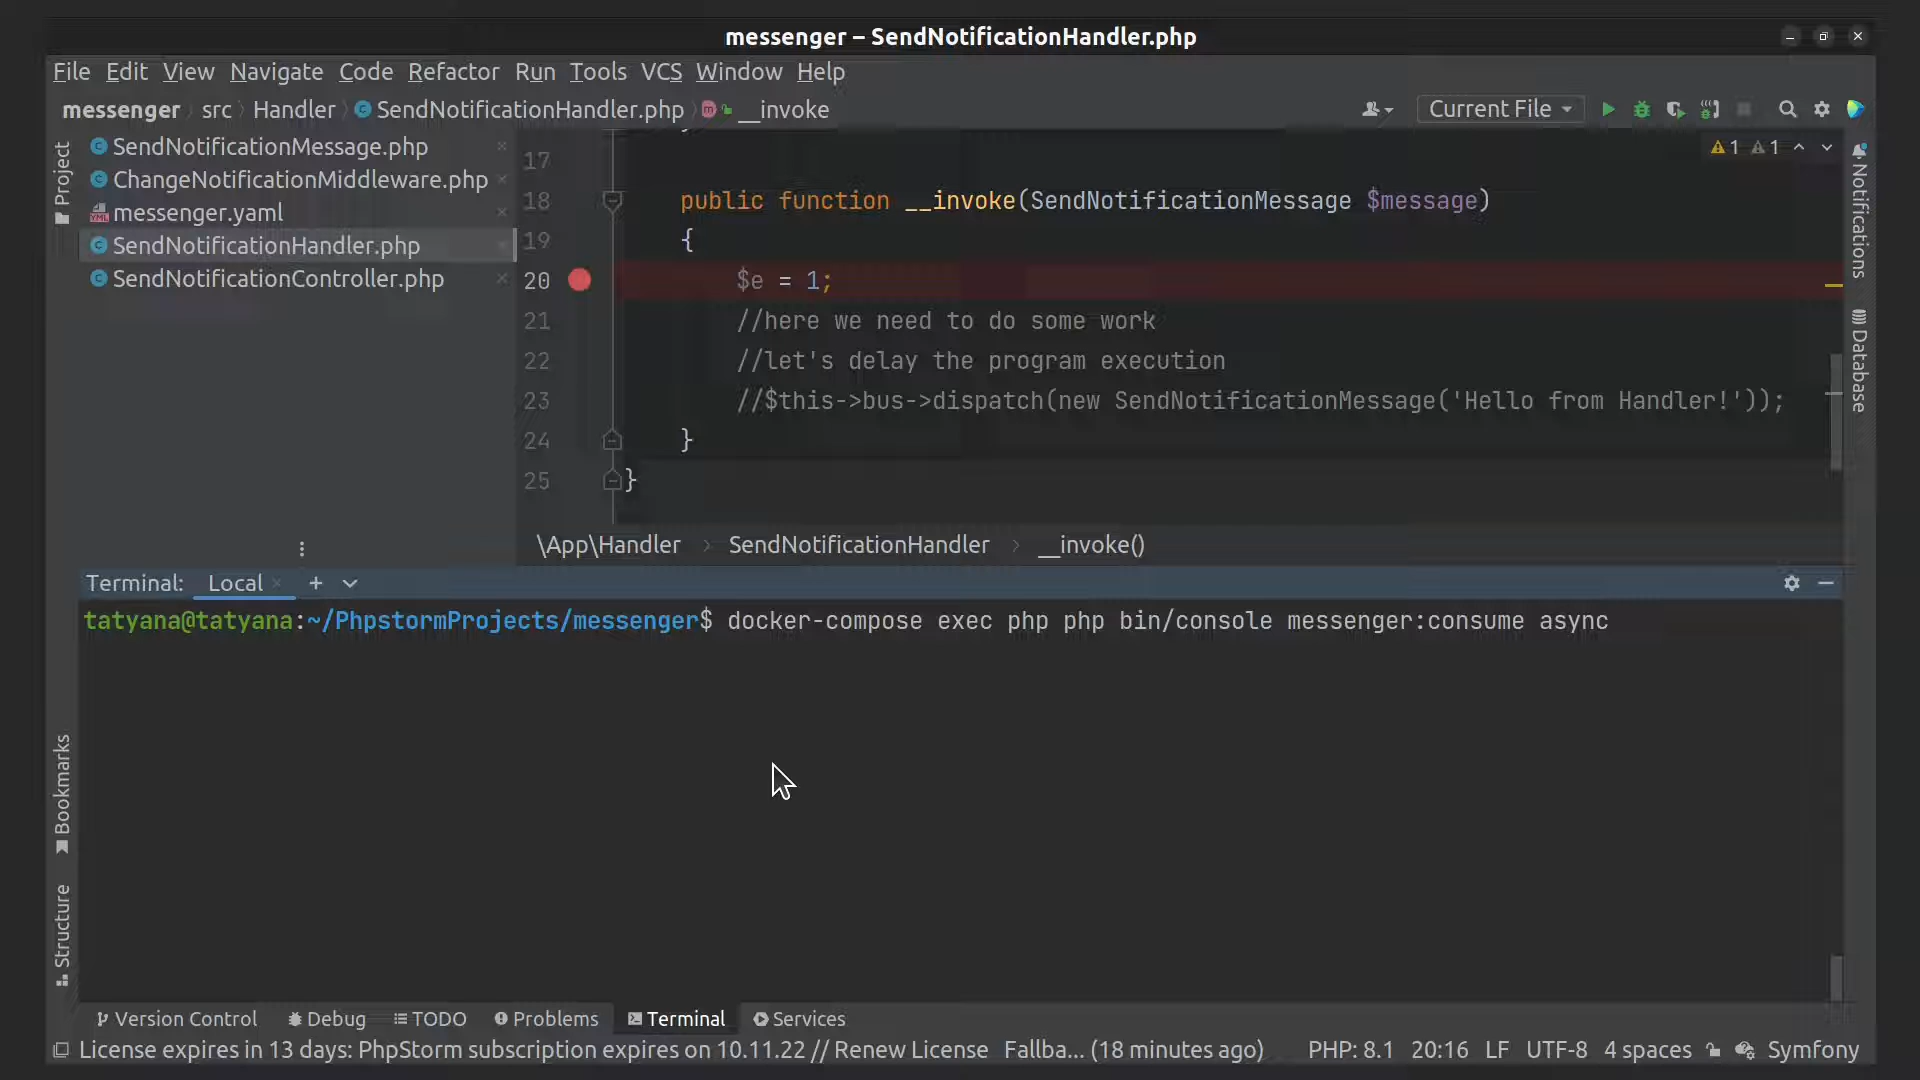 messenger – SendNotificationHandler.php
File Edit View Navigate Code Refactor Run Tools VCS Window Help
messenger src Handler SendNotificationHandler.php __invoke
Current File
Project
SendNotificationMessage.php
ChangeNotificationMiddleware.php
messenger.yaml
SendNotificationHandler.php
SendNotificationController.php
1 1
17
18 public function __invoke(SendNotificationMessage $message)
19 {
20 $e = 1;
21 //here we need to do some work
22 //let's delay the program execution
23 //$this->bus->dispatch(new SendNotificationMessage('Hello from Handler!'));
24 }
25 }
Notifications
Database
\App\Handler SendNotificationHandler __invoke()
Terminal: Local
tatyana@tatyana:~/PhpstormProjects/messenger$ docker-compose exec php php bin/console messenger:consume async
Bookmarks
Structure
Version Control Debug TODO Problems Terminal Services
License expires in 13 days: PhpStorm subscription expires on 10.11.22 // Renew License Fallba... (18 minutes ago) PHP: 8.1 20:16 LF UTF-8 4 spaces Symfony